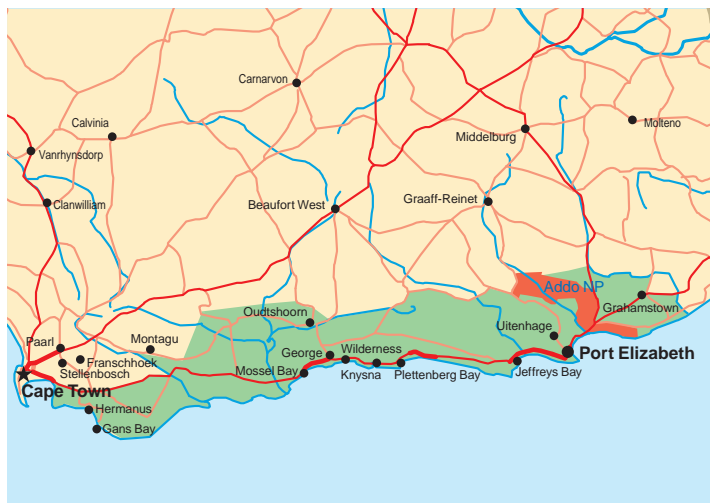 Carnarvon
Calvinia
Molteno
Middelburg
Vanrhynsdorp
Clanwilliam
Beaufort West
Graaff-Reinet
Addo NP
Grahamstown
Oudtshoorn
Uitenhage
Paarl
Montagu
George
Wilderness
Port Elizabeth
Franschhoek
Stellenbosch
Mossel Bay
Knysna
Plettenberg Bay
Jeffreys Bay
Cape Town
Hermanus
Gans Bay